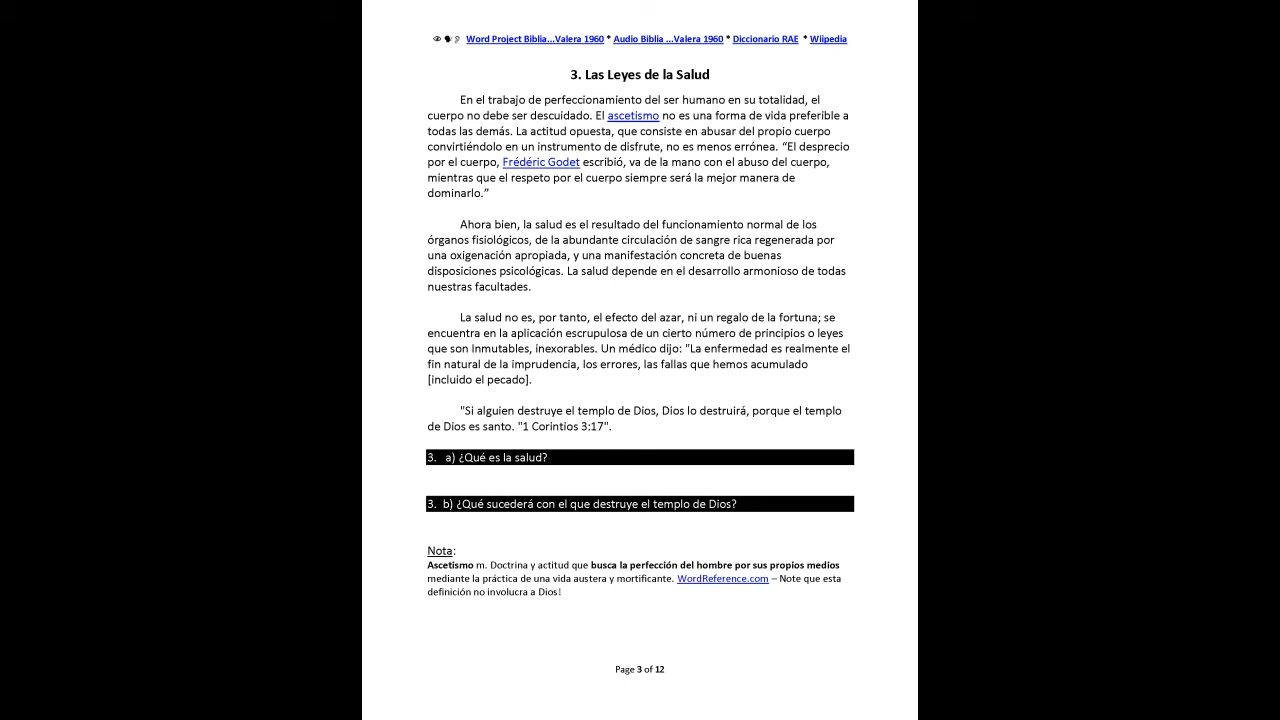 Word Project Biblia...Valera 1960 * Audio Biblia ...Valera 1960 * Diccionario RAE * Wiipedia
3. Las Leyes de la Salud
En el trabajo de perfeccionamiento del ser humano en su totalidad, el
cuerpo no debe ser descuidado. El ascetismo no es una forma de vida preferible a
todas las demás. La actitud opuesta, que consiste en abusar del propio cuerpo
convirtiéndolo en un instrumento de disfrute, no es menos errónea. “El desprecio
por el cuerpo, Frédéric Godet escribió, va de la mano con el abuso del cuerpo,
mientras que el respeto por el cuerpo siempre será la mejor manera de
dominarlo.”
Ahora bien, la salud es el resultado del funcionamiento normal de los
órganos fisiológicos, de la abundante circulación de sangre rica regenerada por
una oxigenación apropiada, y una manifestación concreta de buenas
disposiciones psicológicas. La salud depende en el desarrollo armonioso de todas
nuestras facultades.
La salud no es, por tanto, el efecto del azar, ni un regalo de la fortuna; se
encuentra en la aplicación escrupulosa de un cierto número de principios o leyes
que son Inmutables, inexorables. Un médico dijo: "La enfermedad es realmente el
fin natural de la imprudencia, los errores, las fallas que hemos acumulado
[incluido el pecado].
"Si alguien destruye el templo de Dios, Dios lo destruirá, porque el templo
de Dios es santo. "1 Corintios 3:17".
3. a) ¿Qué es la salud?
3. b) ¿Qué sucederá con el que destruye el templo de Dios?
Nota:
Ascetismo m. Doctrina y actitud que busca la perfección del hombre por sus propios medios
mediante la práctica de una vida austera y mortificante. WordReference.com – Note que esta
definición no involucra a Dios!
Page 3 of 12